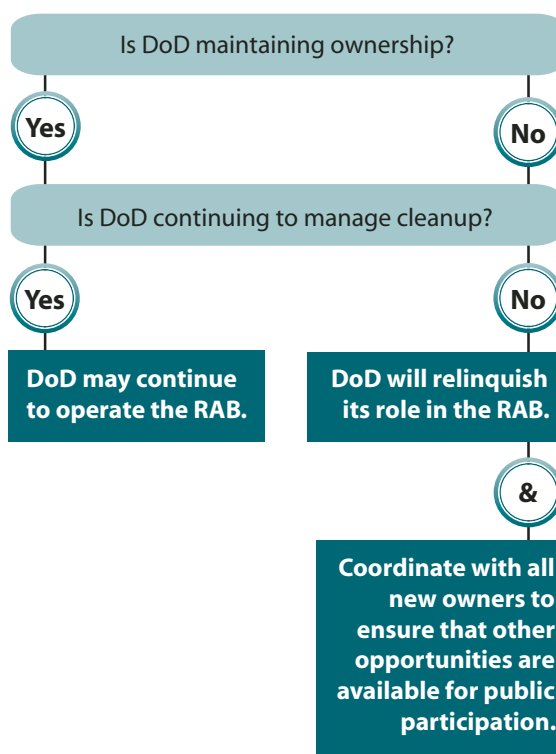 Is DoD maintaining ownership?
Yes
No
Is DoD continuing to manage cleanup?
Yes
No
DoD may continue
to operate the RAB.
DoD will relinquish
its role in the RAB.
&
Coordinate with all
new owners to
ensure that other
opportunities are
available for public
participation.